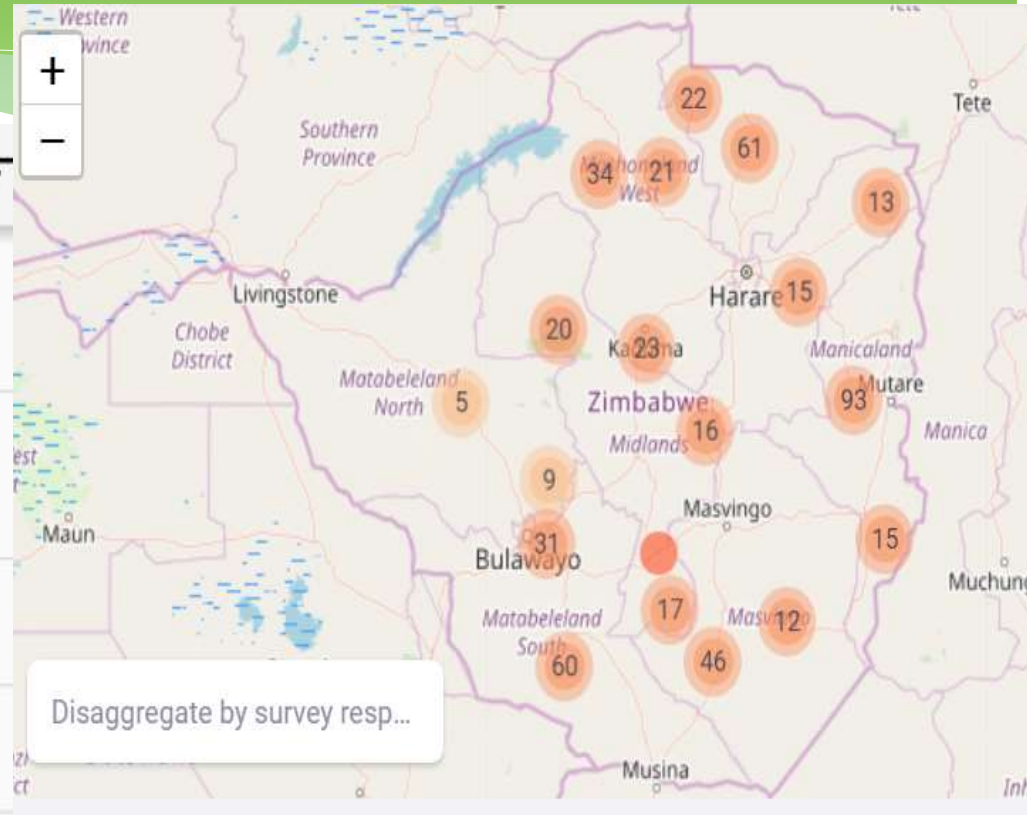 Western
+
22
Tete
Southern
Province
61
−
34
21
West
13
Livingstone
Harare
15
Chobe
District
20
23
Manicaland
Matabeleland
North
5
Zimbabwe
93
Mutare
16
Midlands
Manica
9
Masvingo
Maun
31
Bulawayo
15
17
12
Matabeleland
South
60
46
Disaggregate by survey resp...
Musina